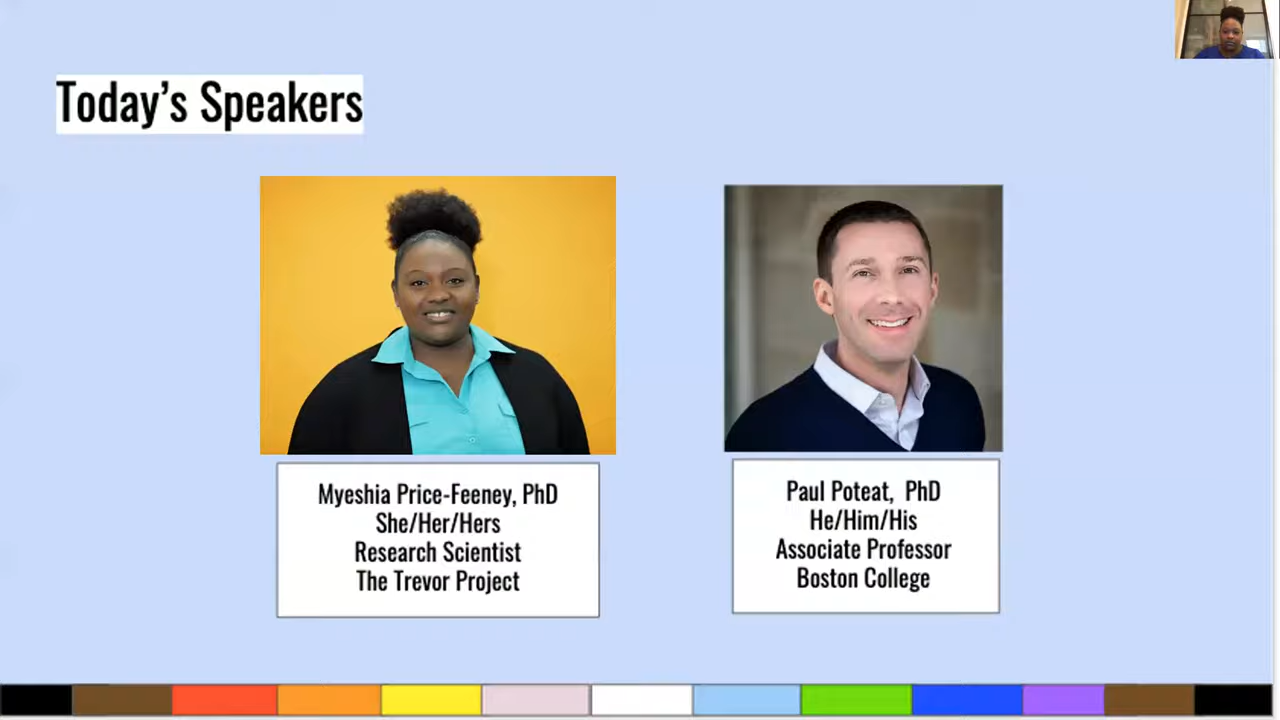 Today's Speakers
Myeshia Price-Feeney, PhD
She/Her/Hers
Research Scientist
The Trevor Project
Paul Poteat, PhD
He/Him/His
Associate Professor
Boston College